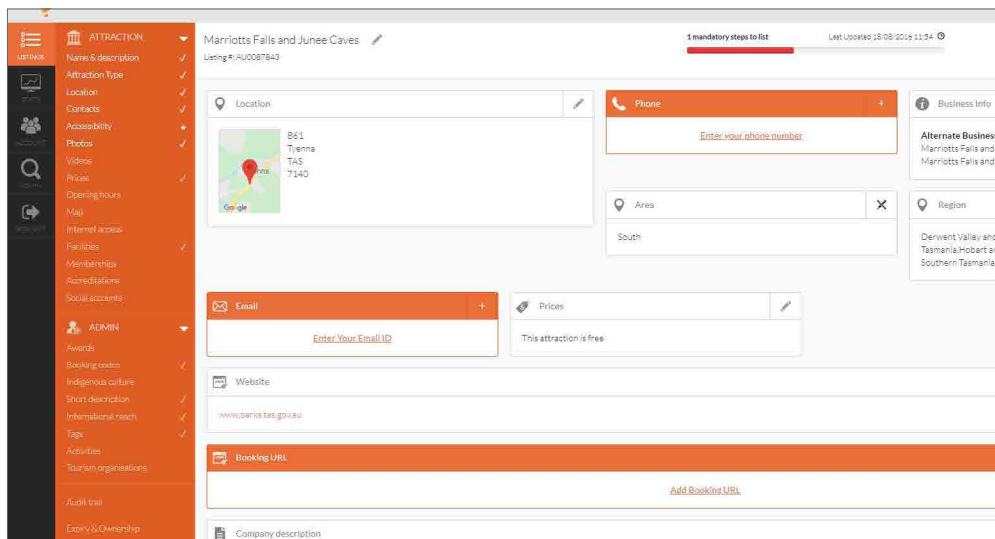 ATTRACTION
Name & description
Attraction Type
Location
Contacts
Accessibility
Photos
Videos
Prices
Opening hours
Map
Internet access
Facilities
Memberships
Accreditations
Social accounts
ADMIN
Awards
Booking codes
Indigenous culture
Short description
International reach
Tags
Activities
Tourism organisations
Audit trail
Expiry & Ownership
LISTINGS
ACCOUNT
Marriotts Falls and Junee Caves
Listing #: AU0087843
1 mandatory steps to list
Last Updated 18/08/2016 11:54
Location
B61
Tyenna
TAS
7140
Google
Phone
Enter your phone number
Business Info
Alternate Business
Marriotts Falls and
Marriotts Falls and
Area
South
Region
Derwent Valley and
Tasmania,Hobart a
Southern Tasmania
Email
Enter Your Email ID
Prices
This attraction is free
Website
www.parks.tas.gov.eu
Booking URL
Add Booking URL
Company description